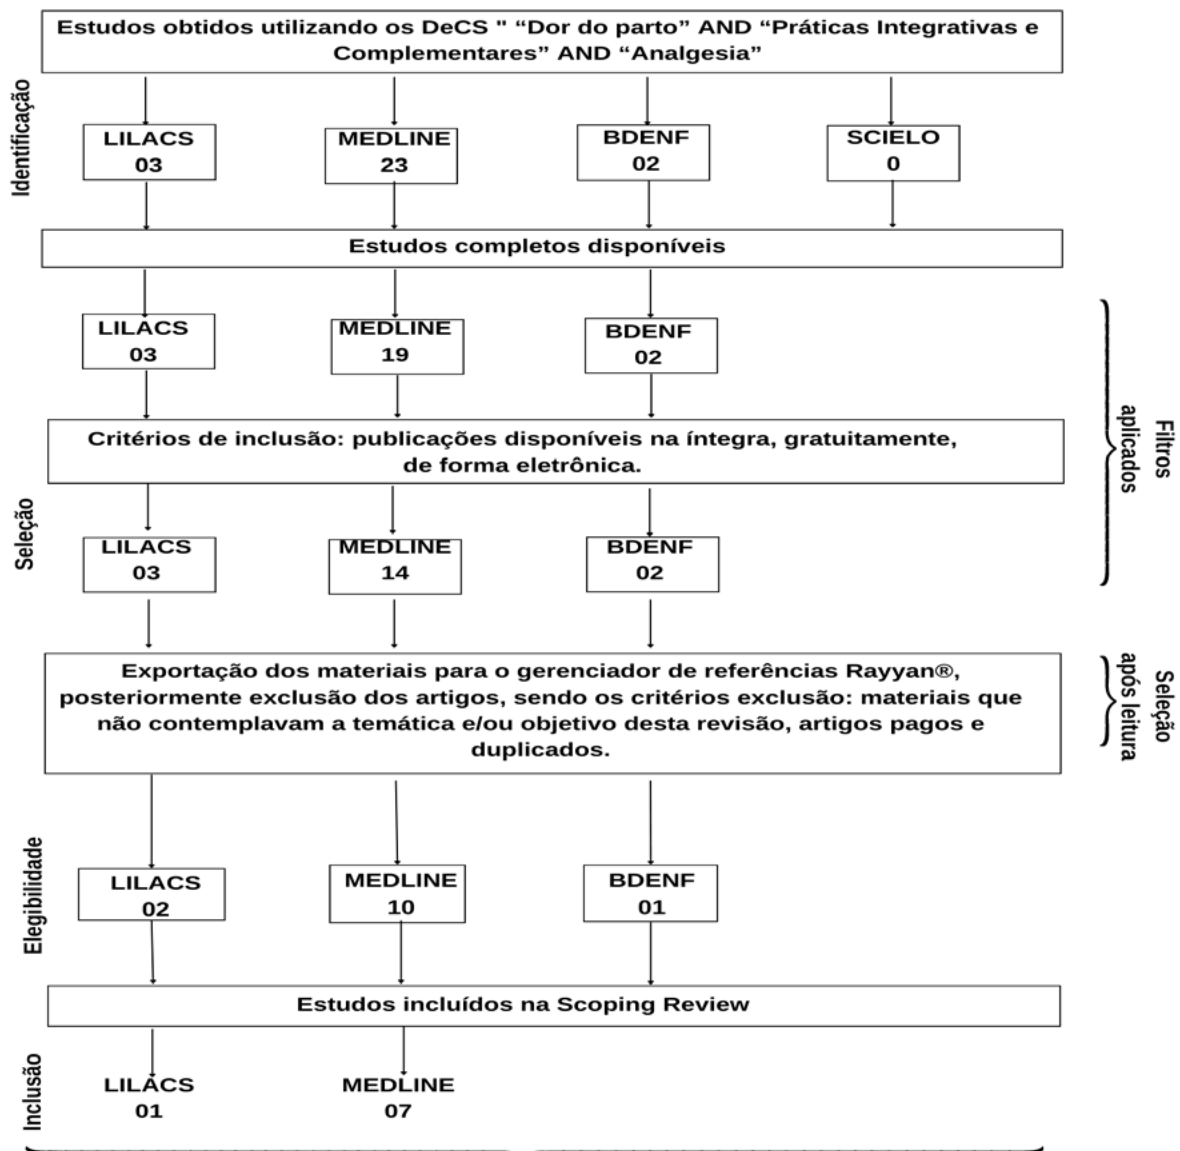 Estudos obtidos utilizando os DeCS " “Dor do parto” AND “Práticas Integrativas e
Complementares” AND “Analgesia”
Identificação
LILACS
03
MEDLINE
23
BDENF
02
SCIELO
0
Estudos completos disponíveis
LILACS
03
MEDLINE
19
BDENF
02
Filtros
aplicados
Critérios de inclusão: publicações disponíveis na íntegra, gratuitamente,
de forma eletrônica.
Seleção
LILACS
03
MEDLINE
14
BDENF
02
Exportação dos materiais para o gerenciador de referências Rayyan®,
posteriormente exclusão dos artigos, sendo os critérios exclusão: materiais que
não contemplavam a temática e/ou objetivo desta revisão, artigos pagos e
duplicados.
Seleção
após leitura
Elegibilidade
LILACS
02
MEDLINE
10
BDENF
01
Estudos incluídos na Scoping Review
Inclusão
LILACS
01
MEDLINE
07